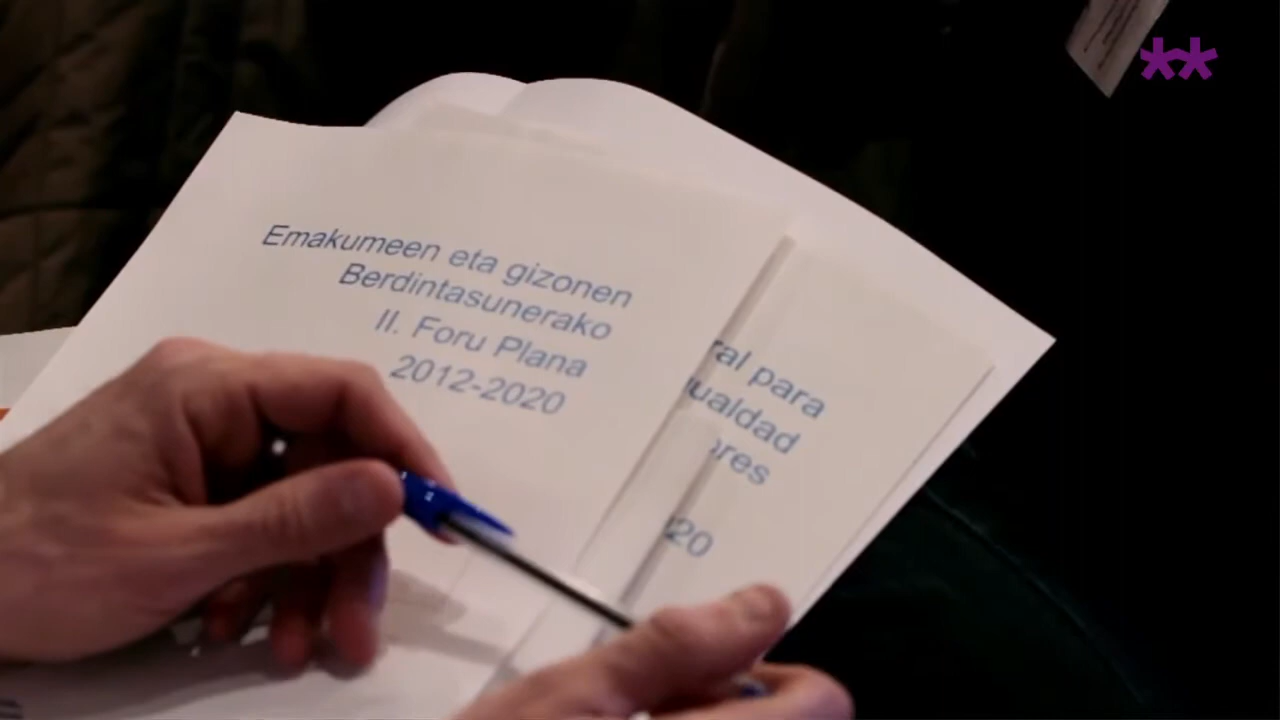 Emakumeen eta gizonen
Berdintasunerako
II. Foru Plana
2012-2020
ral para
ualdad
res
20